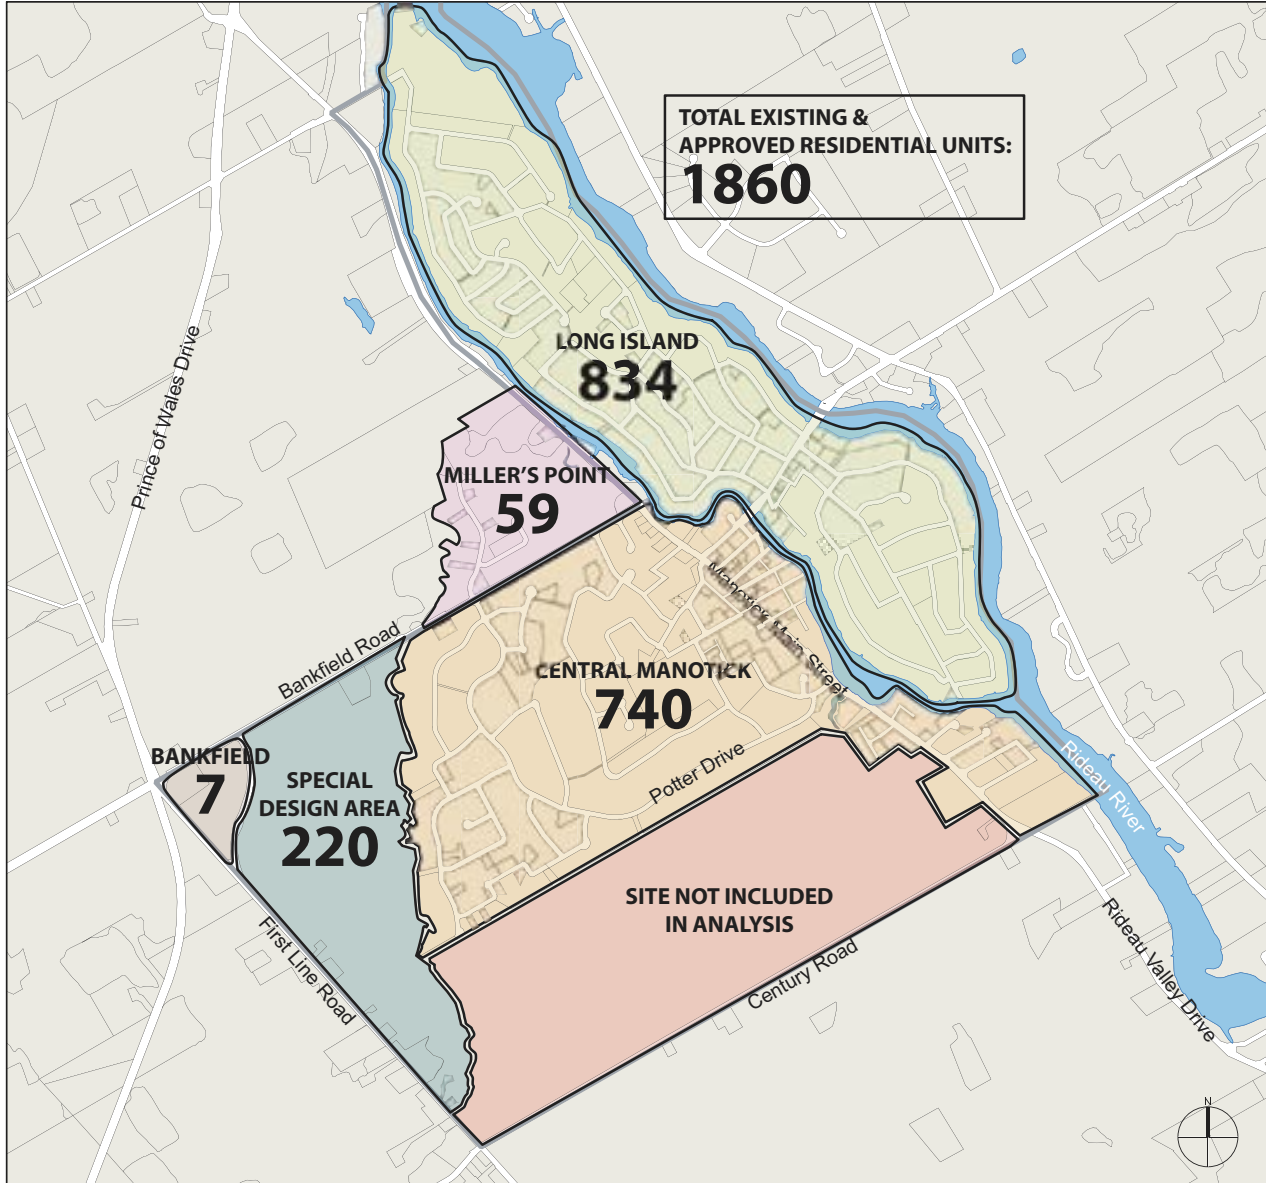 TOTAL EXISTING &
APPROVED RESIDENTIAL UNITS:
1860
LONG ISLAND
834
Prince of Wales Drive
MILLER'S POINT
59
Manotick Main Street
Bankfield Road
CENTRAL MANOTICK
740
BANKFIELD
7
SPECIAL
DESIGN AREA
220
Potter Drive
Rideau River
SITE NOT INCLUDED
IN ANALYSIS
First Line Road
Century Road
Rideau Valley Drive
N